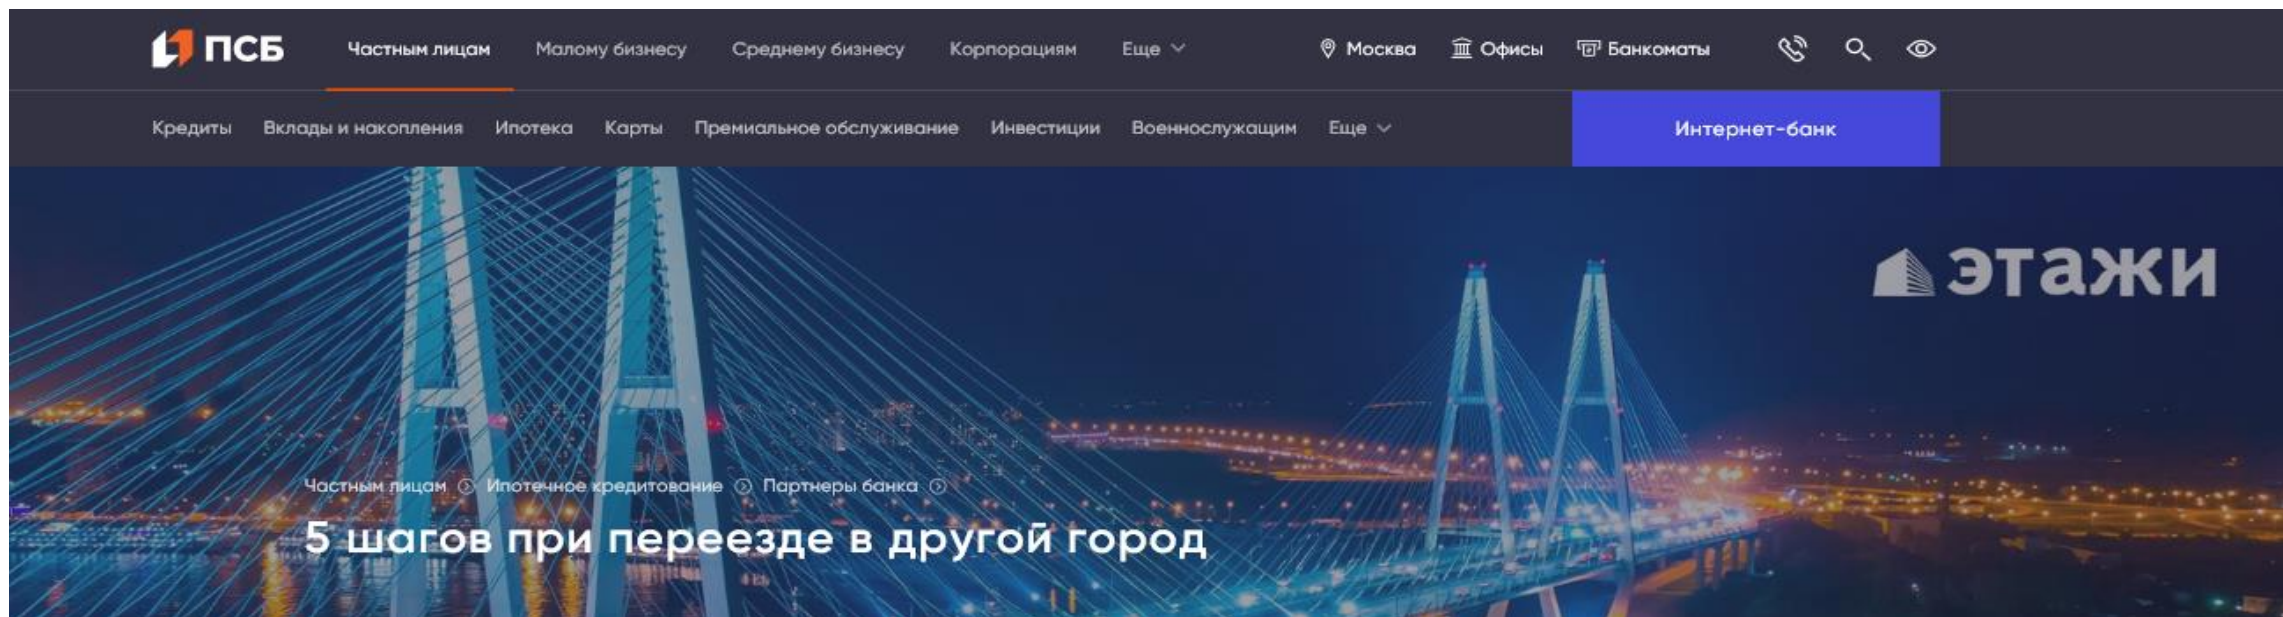 ПСБ Частным лицам Малому бизнесу Среднему бизнесу Корпорациям Еще Москва Офисы Банкоматы
Кредиты Вклады и накопления Ипотека Карты Премиальное обслуживание Инвестиции Военнослужащим Еще Интернет-банк
этажи
Частным лицам Ипотечное кредитование Партнеры банка
5 шагов при переезде в другой город